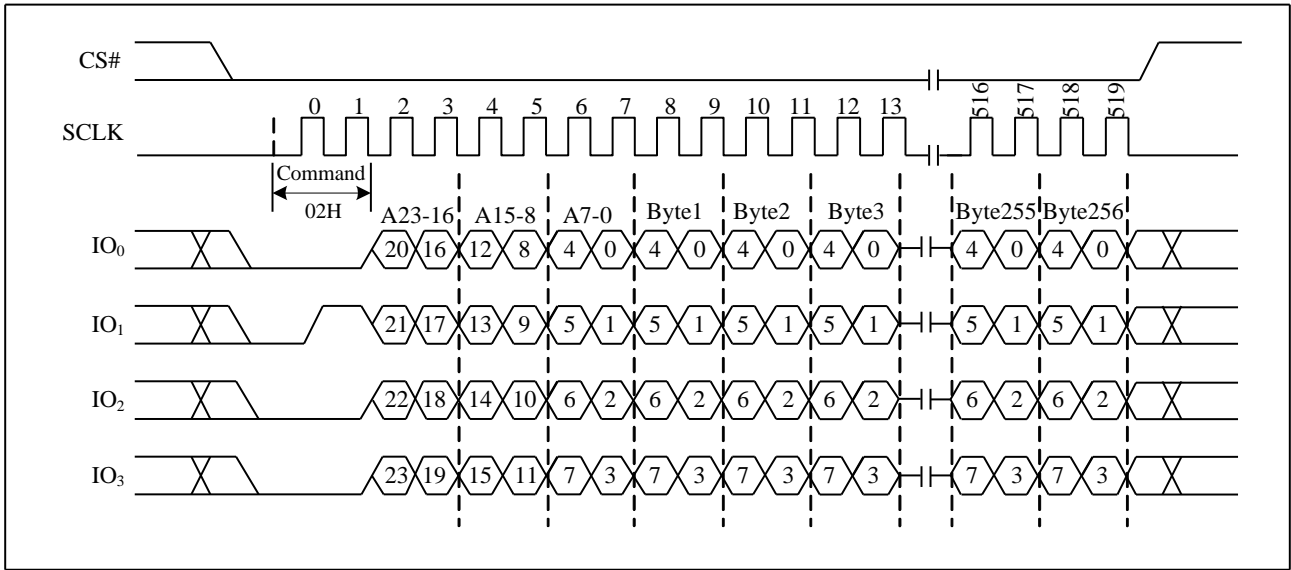 CS#
516 517 518 519
0 1 2 3 4 5 6 7 8 9 10 11 12 13
SCLK
Command
02H
A23-16 A15-8 A7-0 Byte1 Byte2 Byte3 Byte255 Byte256
IO0 20 16 12 8 4 0 4 0 4 0 4 0 4 0 4 0
IO1 21 17 13 9 5 1 5 1 5 1 5 1 5 1 5 1
IO2 22 18 14 10 6 2 6 2 6 2 6 2 6 2 6 2
IO3 23 19 15 11 7 3 7 3 7 3 7 3 7 3 7 3